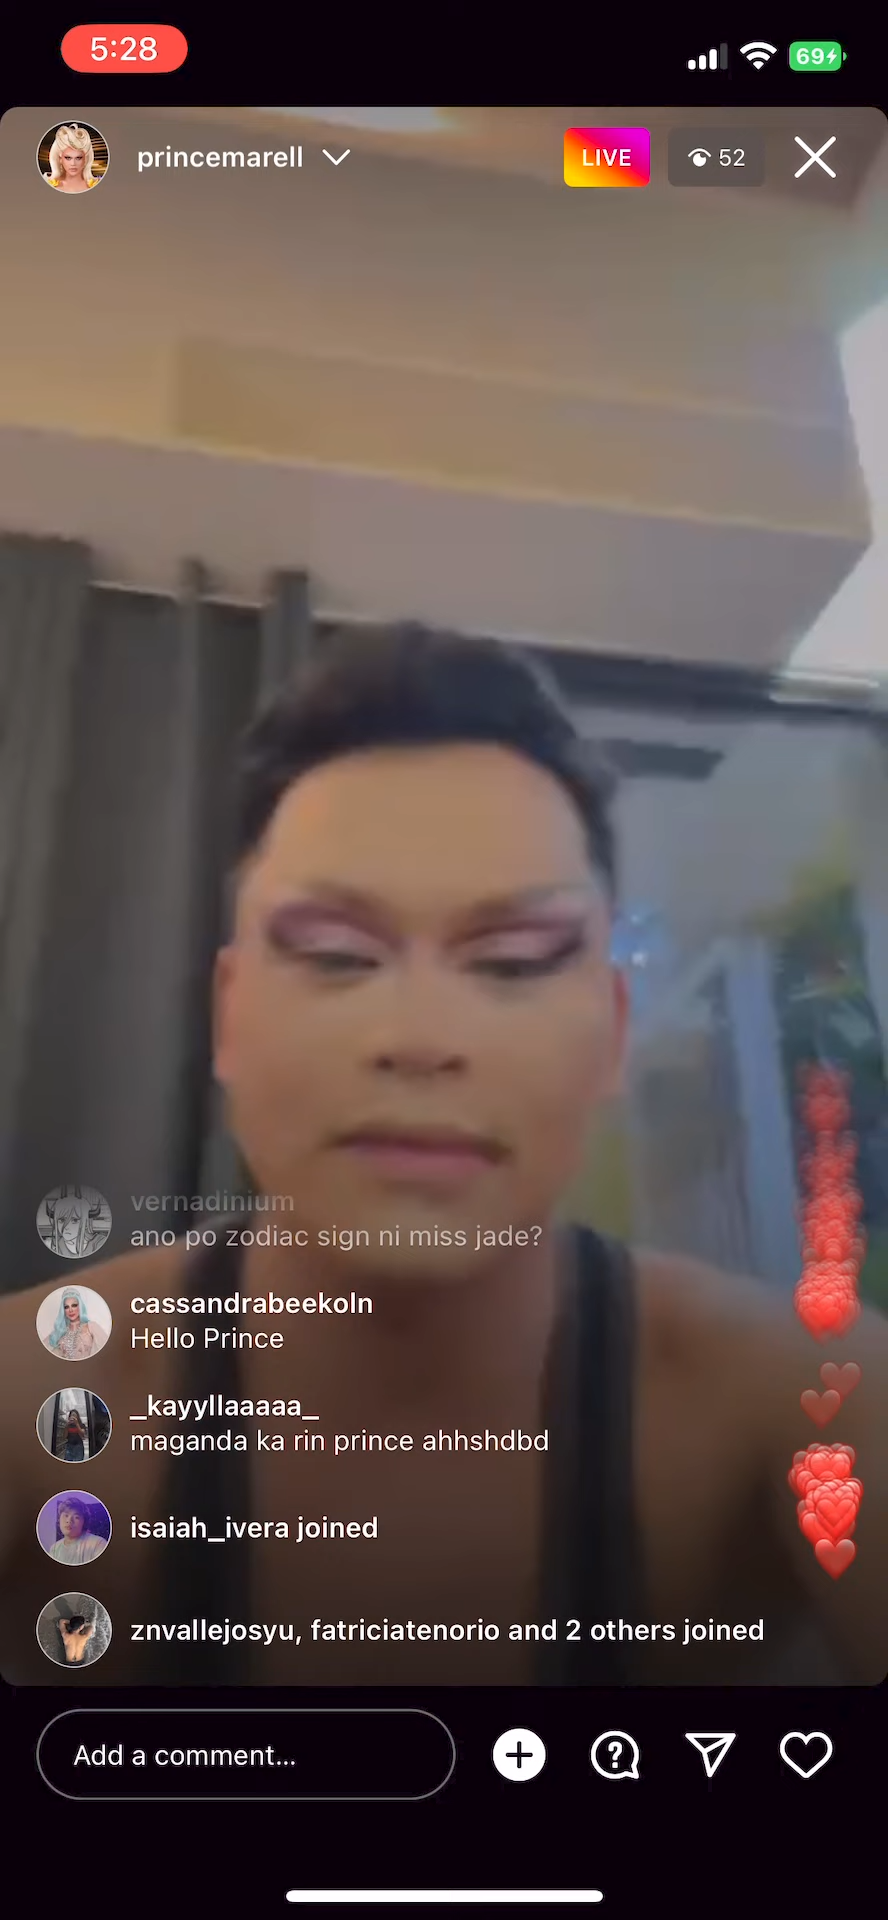 5:28
69
princemarell
LIVE
52
vernadinium
ano po zodiac sign ni miss jade?
cassandrabeekoln
Hello Prince
_kayyllaaaaa_
maganda ka rin prince ahhshdbd
isaiah_ivera joined
znvallejosyu, fatriciatenorio and 2 others joined
Add a comment...